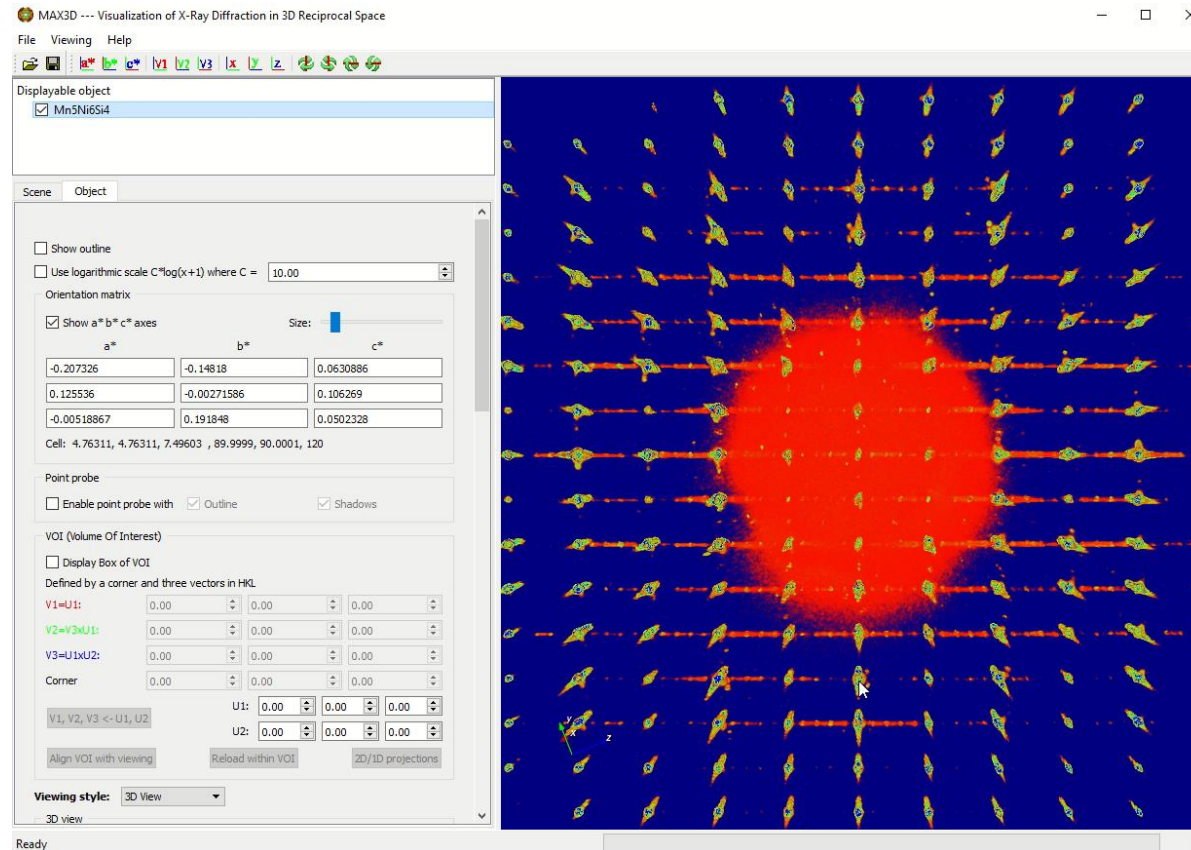 MAX3D --- Visualization of X-Ray Diffraction in 3D Reciprocal Space
File Viewing Help
a* b* c* V1 V2 V3 x y z
Displayable object
Mn5Ni6Si4
Scene Object
Show outline
Use logarithmic scale C*log(x+1) where C = 10.00
Orientation matrix
Show a* b* c* axes Size:
a* b* c*
-0.207326 -0.14818 0.0630886
0.125536 -0.00271586 0.106269
-0.00518867 0.191848 0.0502328
Cell: 4.76311, 4.76311, 7.49603 , 89.9999, 90.0001, 120
Point probe
Enable point probe with Outline Shadows
VOI (Volume Of Interest)
Display Box of VOI
Defined by a corner and three vectors in HKL
V1=U1: 0.00 0.00 0.00
V2=V3xU1: 0.00 0.00 0.00
V3=U1xU2: 0.00 0.00 0.00
Corner 0.00 0.00 0.00
V1, V2, V3 <- U1, U2
U1: 0.00 0.00 0.00
U2: 0.00 0.00 0.00
Align VOI with viewing Reload within VOI 2D/1D projections
Viewing style: 3D View
3D view
y
x
z
Ready